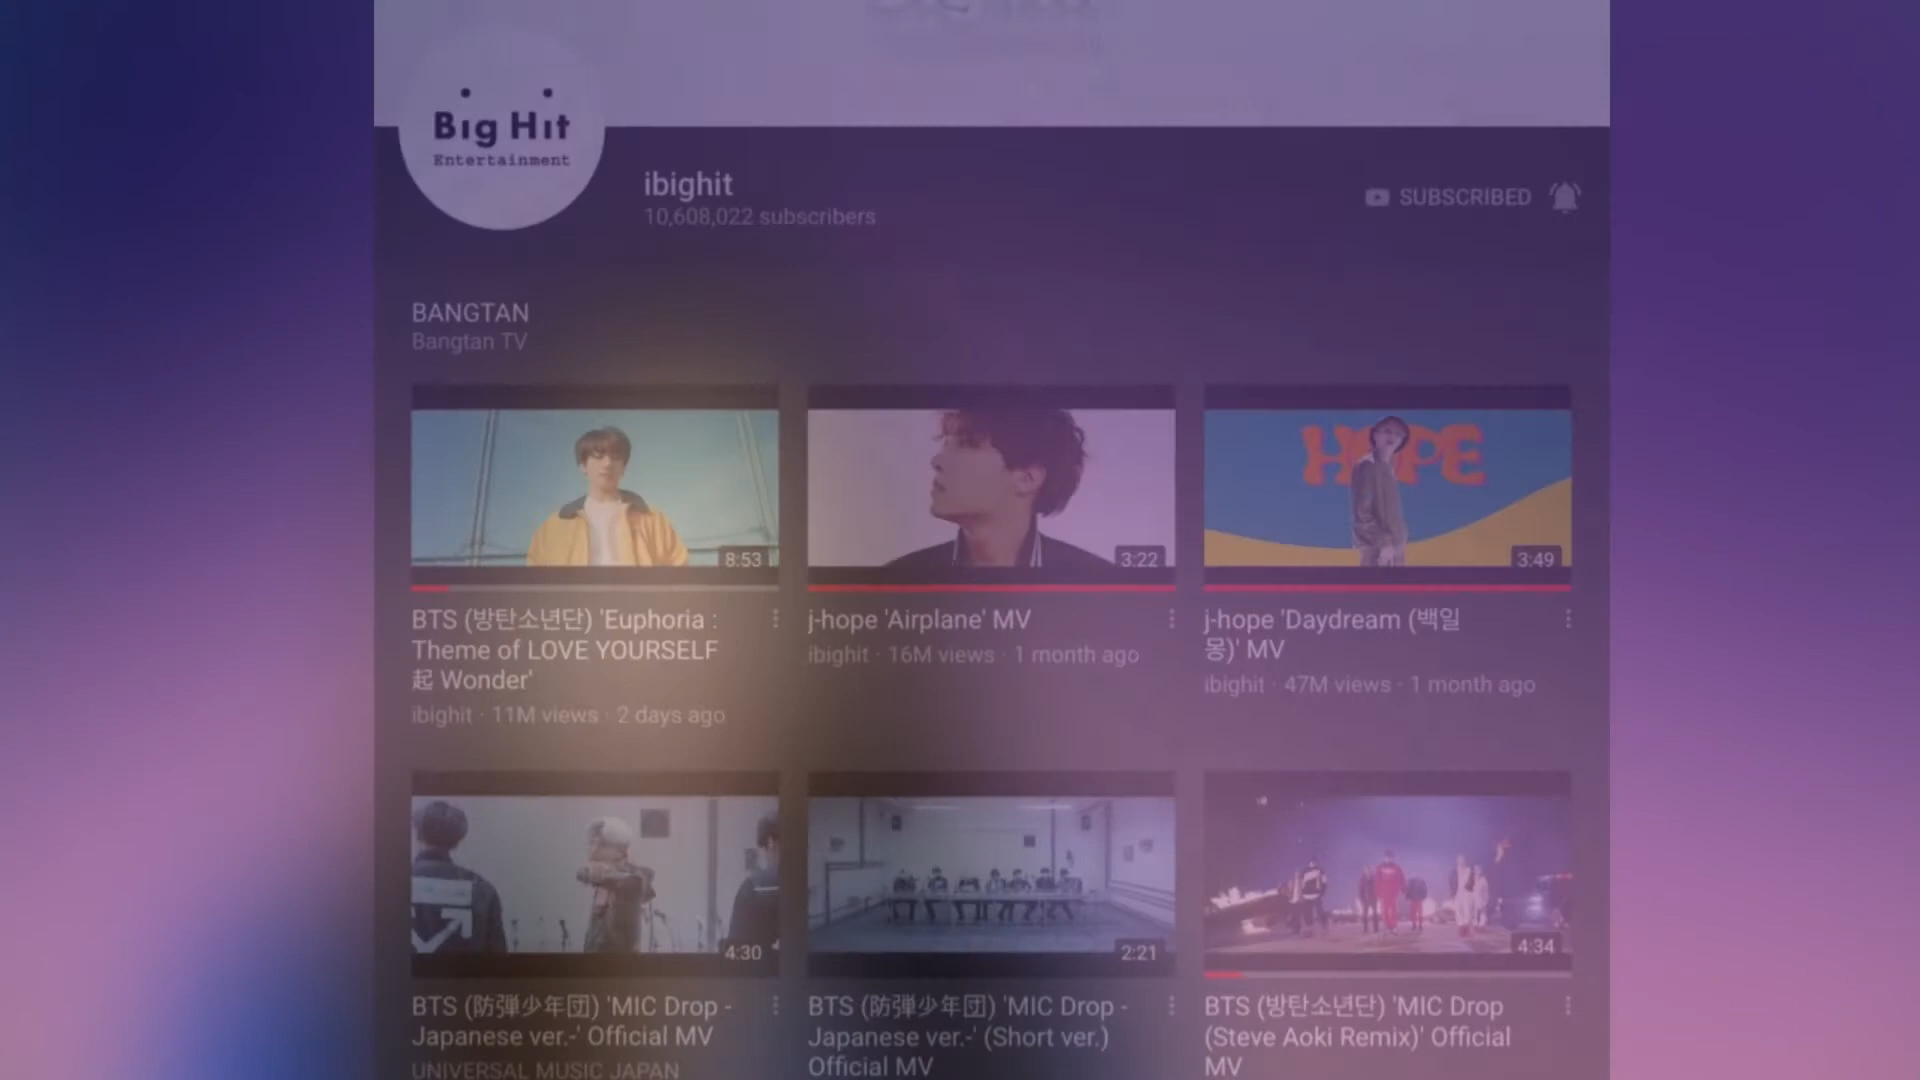 Big Hit
Entertainment
ibighit
10,608,022 subscribers
SUBSCRIBED
BANGTAN
Bangtan TV
8:53
3:22
HOPE
3:49
BTS (방탄소년단) 'Euphoria :
Theme of LOVE YOURSELF
起 Wonder'
ibighit · 11M views · 2 days ago
j-hope 'Airplane' MV
ibighit · 16M views · 1 month ago
j-hope 'Daydream (백일
몽)' MV
ibighit · 47M views · 1 month ago
4:30
2:21
4:34
BTS (防弾少年団) 'MIC Drop -
Japanese ver.-' Official MV
UNIVERSAL MUSIC JAPAN
BTS (防弾少年団) 'MIC Drop -
Japanese ver.-' (Short ver.)
Official MV
BTS (방탄소년단) 'MIC Drop
(Steve Aoki Remix)' Official
MV